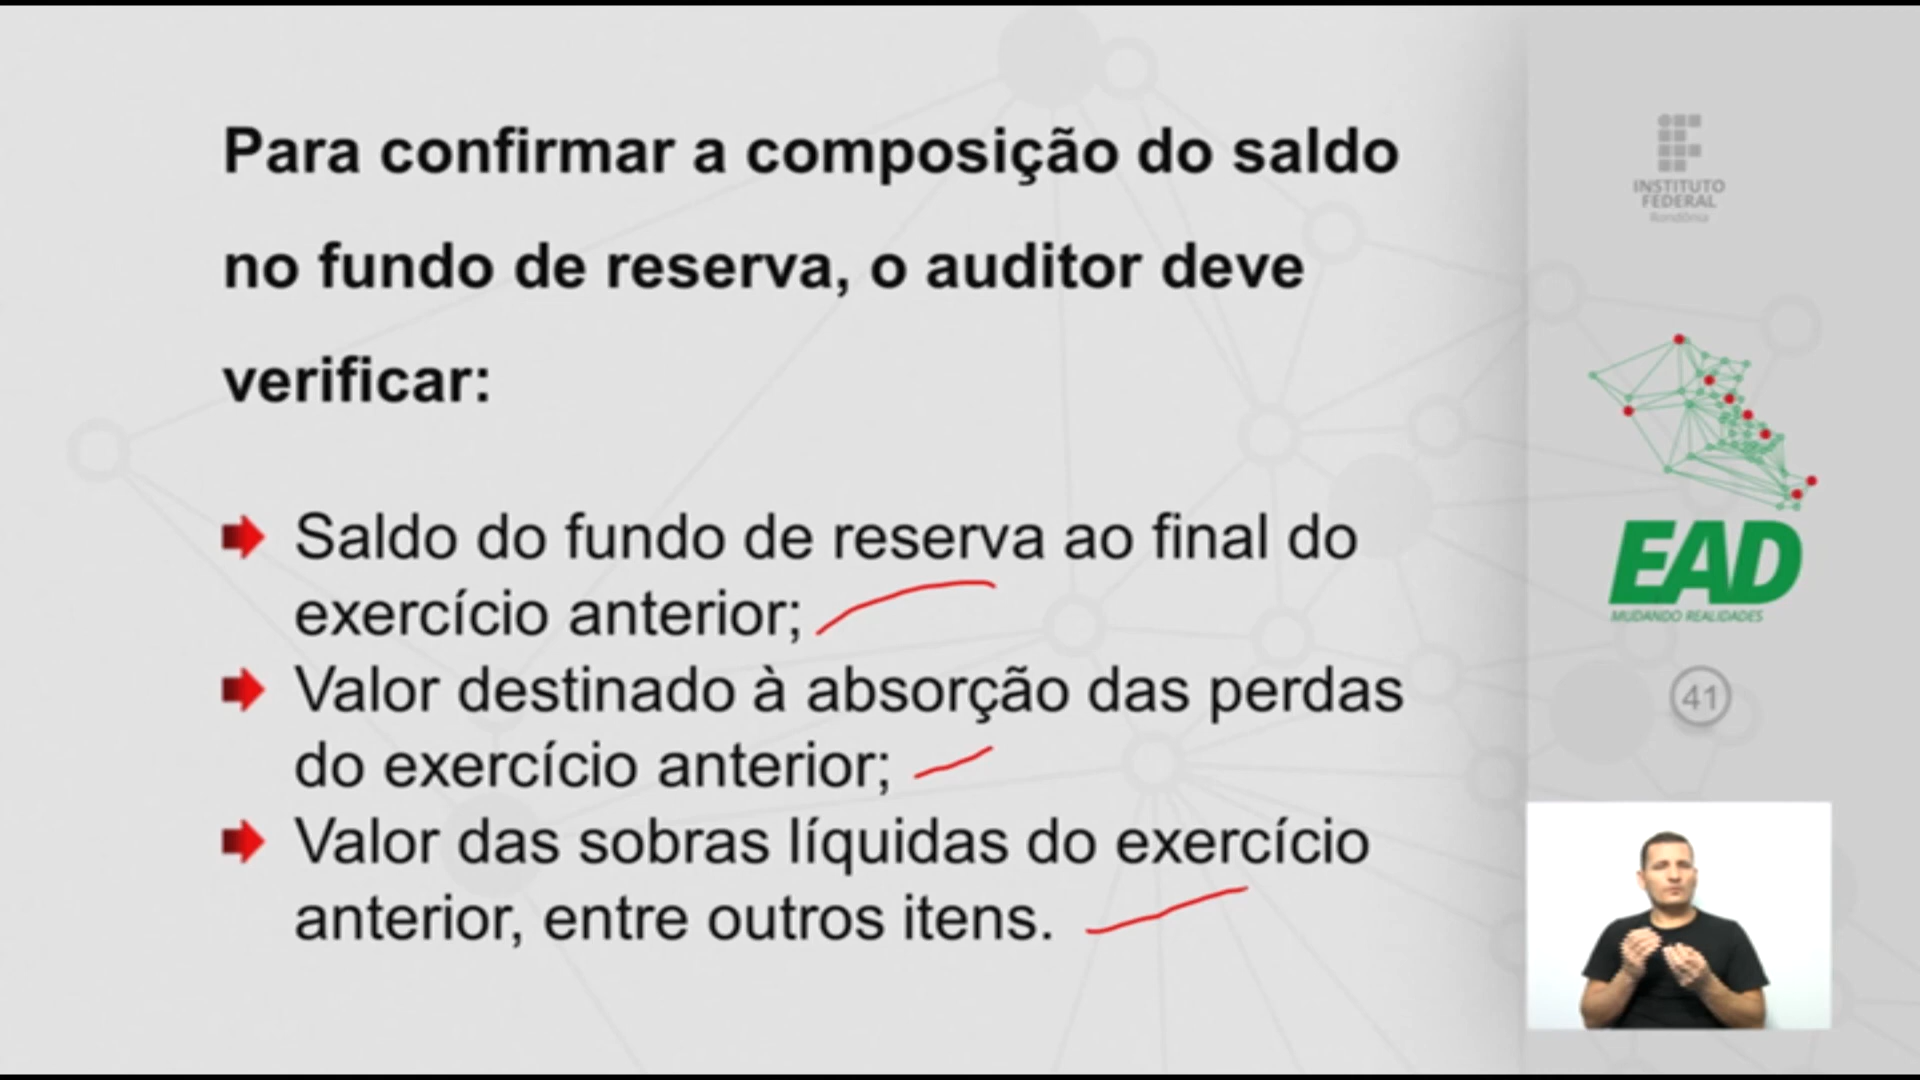 Para confirmar a composição do saldo
no fundo de reserva, o auditor deve
verificar:
Saldo do fundo de reserva ao final do
exercício anterior;
Valor destinado à absorção das perdas
do exercício anterior;
Valor das sobras líquidas do exercício
anterior, entre outros itens.
INSTITUTO
FEDERAL
Rondônia
EAD
MUDANDO REALIDADES
41